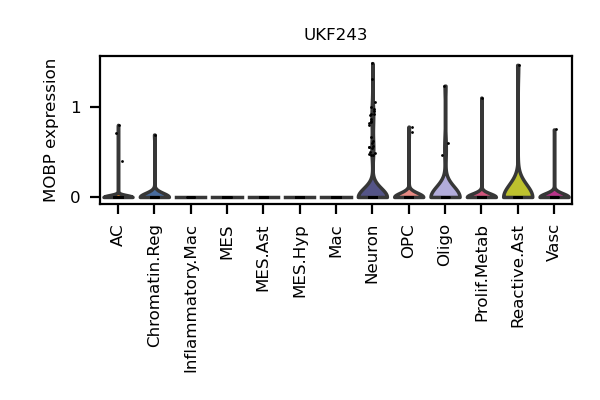 UKF243
MOBP expression
1
0
AC
Chromatin.Reg
Inflammatory.Mac
MES
MES.Ast
MES.Hyp
Mac
Neuron
OPC
Oligo
Prolif.Metab
Reactive.Ast
Vasc